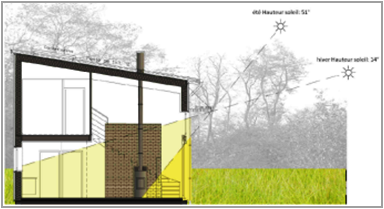 été Hauteur soleil: 51°
hiver Hauteur soleil: 14°